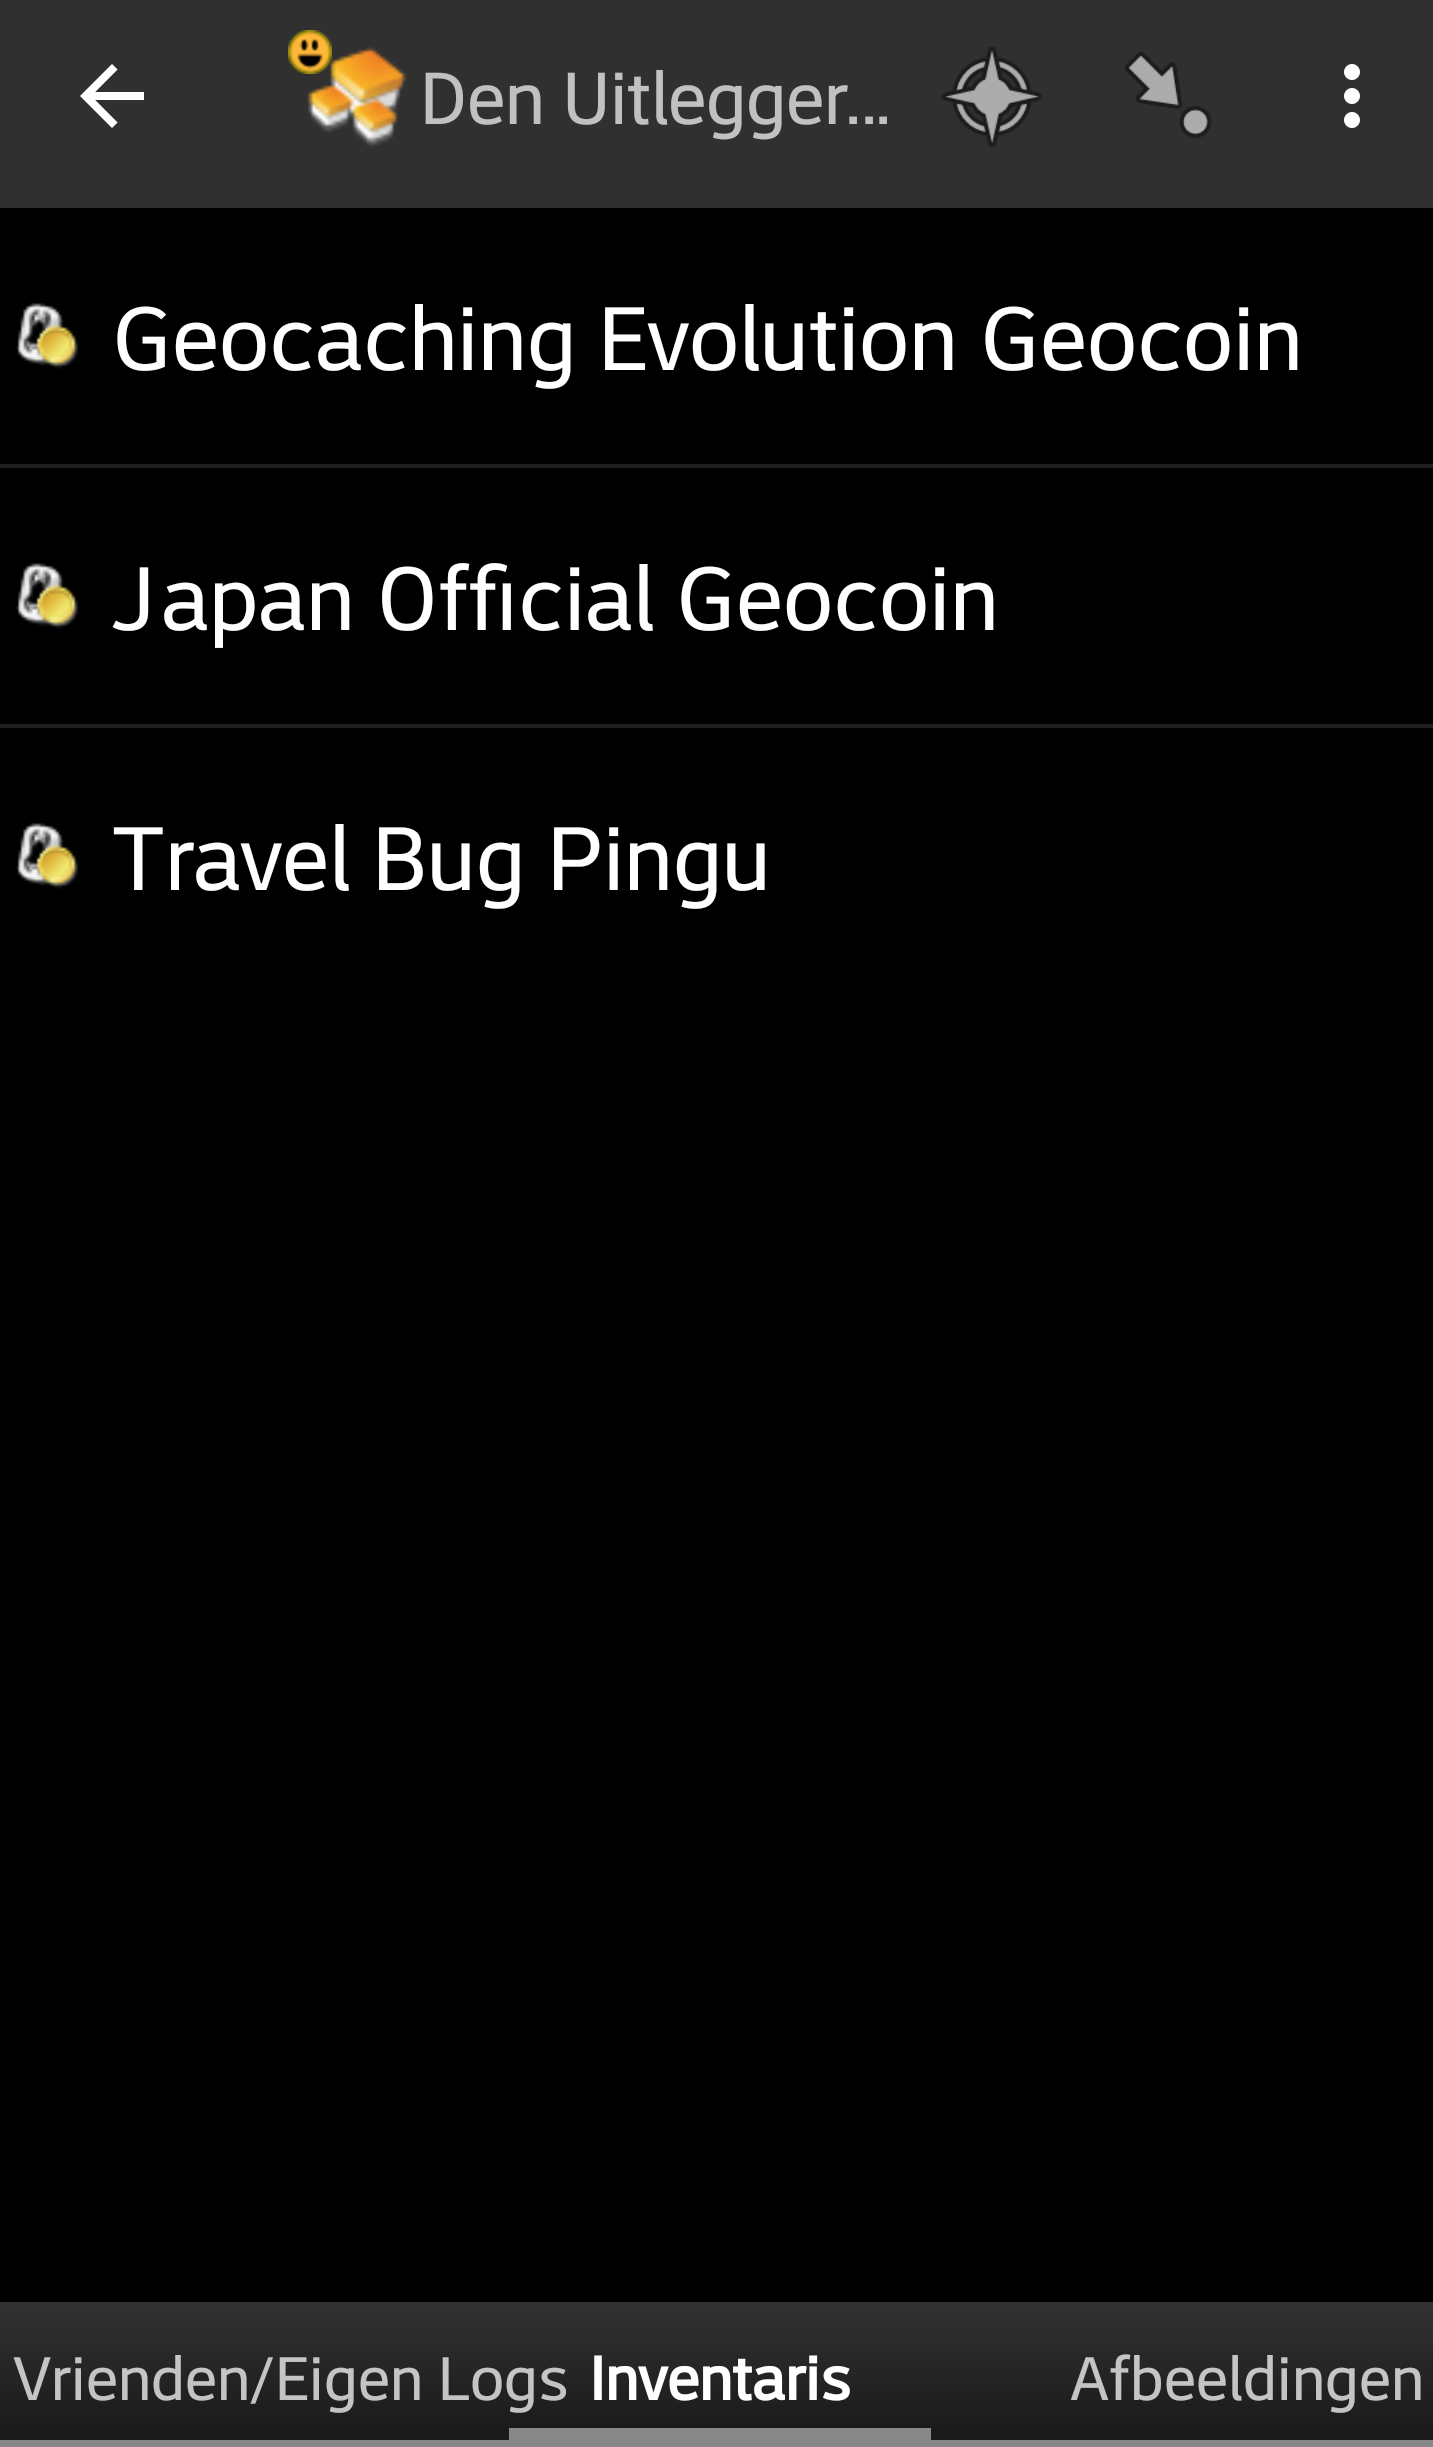 Den Uitlegger...
Geocaching Evolution Geocoin
Japan Official Geocoin
Travel Bug Pingu
Vrienden/Eigen Logs Inventaris Afbeeldingen